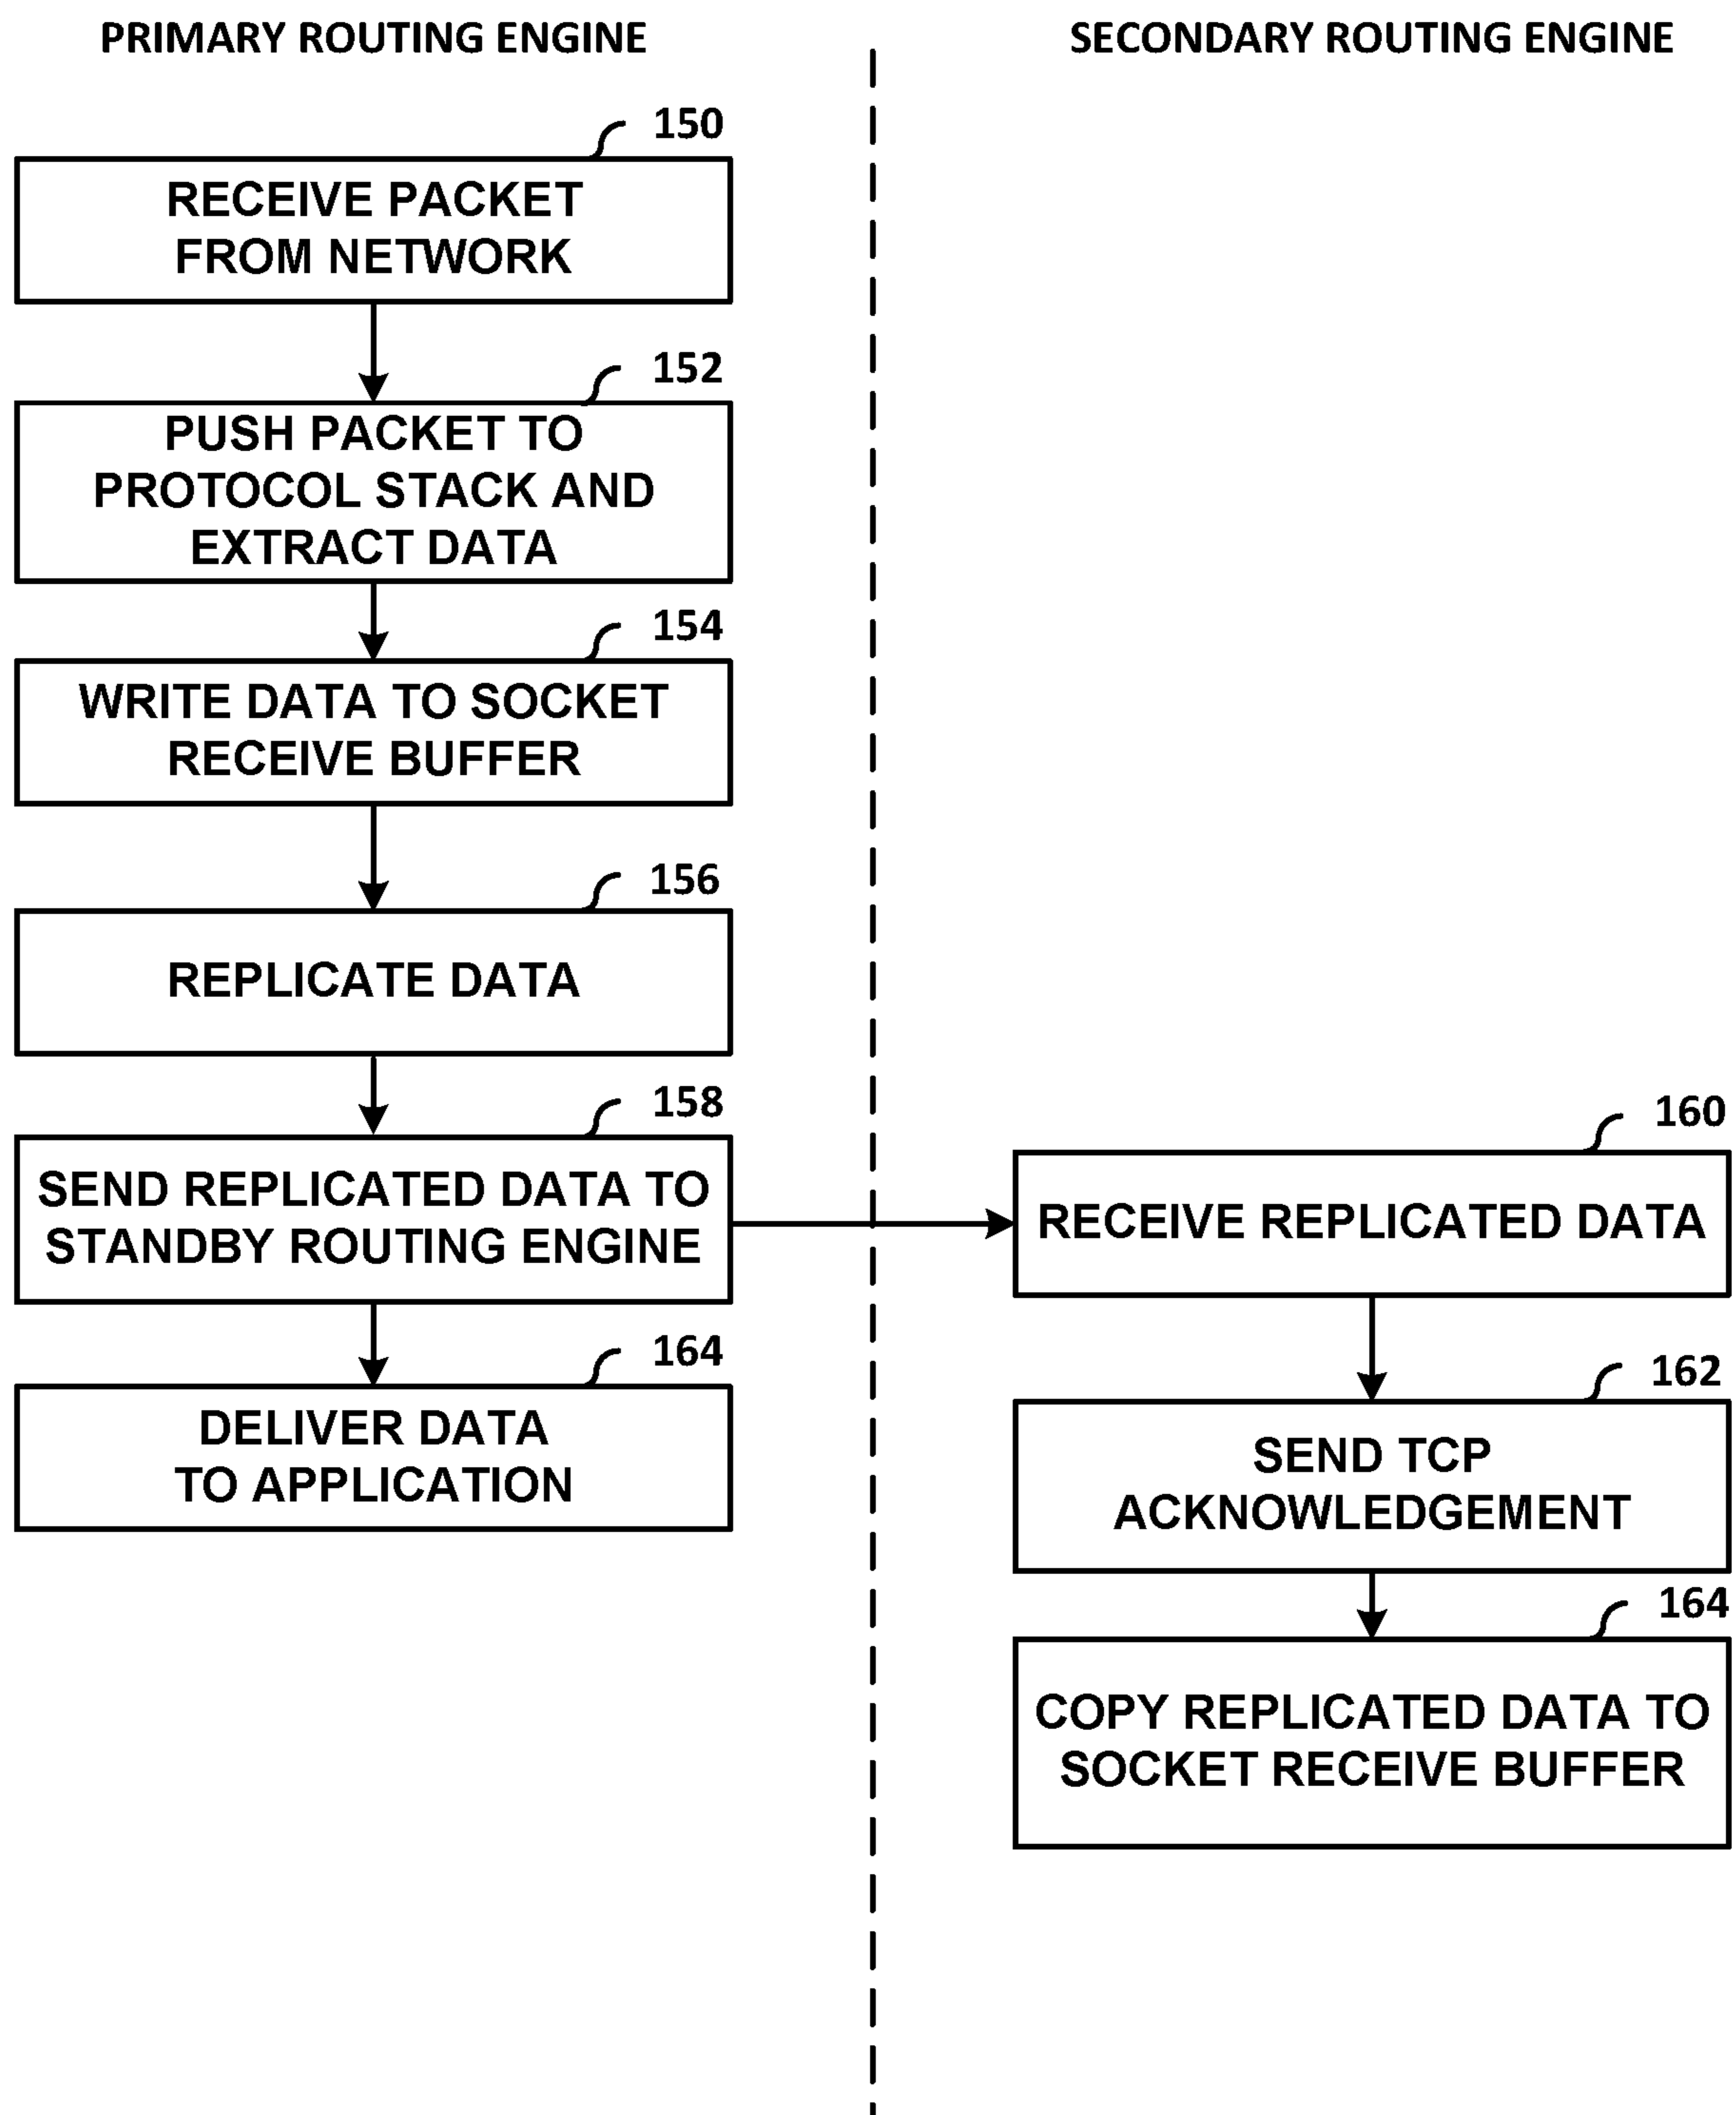 PRIMARY ROUTING ENGINE
SECONDARY ROUTING ENGINE
150
RECEIVE PACKET
FROM NETWORK
152
PUSH PACKET TO
PROTOCOL STACK AND
EXTRACT DATA
154
WRITE DATA TO SOCKET
RECEIVE BUFFER
156
REPLICATE DATA
158
SEND REPLICATED DATA TO
STANDBY ROUTING ENGINE
164
DELIVER DATA
TO APPLICATION
160
RECEIVE REPLICATED DATA
162
SEND TCP
ACKNOWLEDGEMENT
164
COPY REPLICATED DATA TO
SOCKET RECEIVE BUFFER